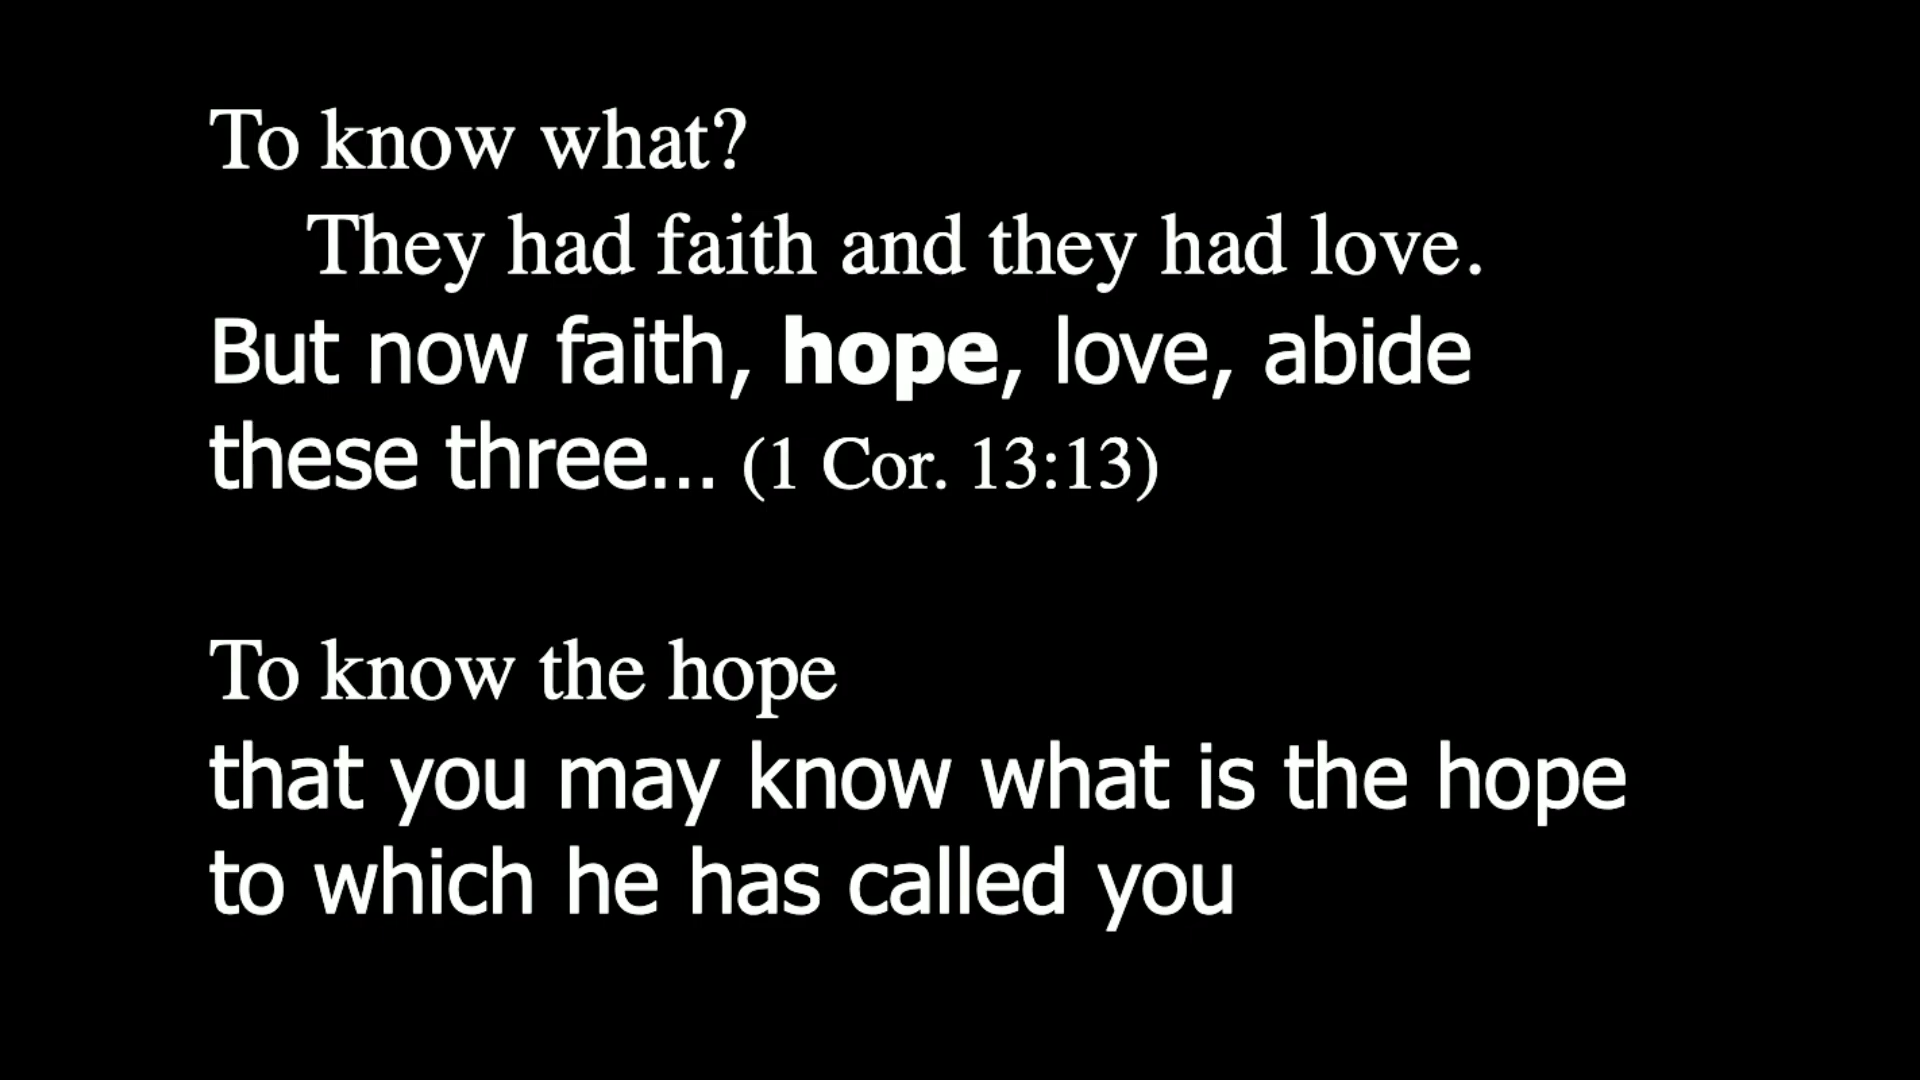 To know what?
They had faith and they had love.
But now faith, hope, love, abide
these three... (1 Cor. 13:13)
To know the hope
that you may know what is the hope
to which he has called you